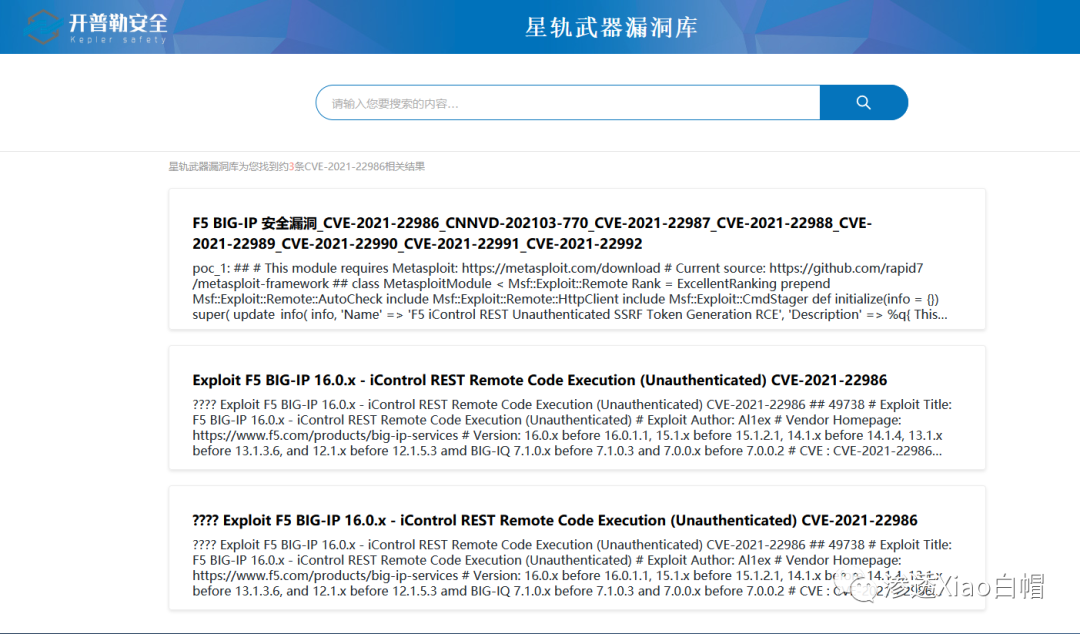 开普勒安全
Kepler safety
星轨武器漏洞库
请输入您要搜索的内容...
星轨武器漏洞库为您找到约3条CVE-2021-22986相关结果
F5 BIG-IP 安全漏洞_CVE-2021-22986_CNNVD-202103-770_CVE-2021-22987_CVE-2021-22988_CVE-
2021-22989_CVE-2021-22990_CVE-2021-22991_CVE-2021-22992
poc_1: ## # This module requires Metasploit: https://metasploit.com/download # Current source: https://github.com/rapid7
/metasploit-framework ## class MetasploitModule < Msf::Exploit::Remote Rank = ExcellentRanking prepend
Msf::Exploit::Remote::AutoCheck include Msf::Exploit::Remote::HttpClient include Msf::Exploit::CmdStager def initialize(info = {})
super( update_info( info, 'Name' => 'F5 iControl REST Unauthenticated SSRF Token Generation RCE', 'Description' => %q{ This...
Exploit F5 BIG-IP 16.0.x - iControl REST Remote Code Execution (Unauthenticated) CVE-2021-22986
???? Exploit F5 BIG-IP 16.0.x - iControl REST Remote Code Execution (Unauthenticated) CVE-2021-22986 ## 49738 # Exploit Title:
F5 BIG-IP 16.0.x - iControl REST Remote Code Execution (Unauthenticated) # Exploit Author: Al1ex # Vendor Homepage:
https://www.f5.com/products/big-ip-services # Version: 16.0.x before 16.0.1.1, 15.1.x before 15.1.2.1, 14.1.x before 14.1.4, 13.1.x
before 13.1.3.6, and 12.1.x before 12.1.5.3 amd BIG-IQ 7.1.0.x before 7.1.0.3 and 7.0.0.x before 7.0.0.2 # CVE : CVE-2021-22986...
???? Exploit F5 BIG-IP 16.0.x - iControl REST Remote Code Execution (Unauthenticated) CVE-2021-22986
???? Exploit F5 BIG-IP 16.0.x - iControl REST Remote Code Execution (Unauthenticated) CVE-2021-22986 ## 49738 # Exploit Title:
F5 BIG-IP 16.0.x - iControl REST Remote Code Execution (Unauthenticated) # Exploit Author: Al1ex # Vendor Homepage:
https://www.f5.com/products/big-ip-services # Version: 16.0.x before 16.0.1.1, 15.1.x before 15.1.2.1, 14.1.x before 14.1.4, 13.1.x
before 13.1.3.6, and 12.1.x before 12.1.5.3 amd BIG-IQ 7.1.0.x before 7.1.0.3 and 7.0.0.x before 7.0.0.2 # CVE : CVE-2021-22986...
渗透Xiao白帽